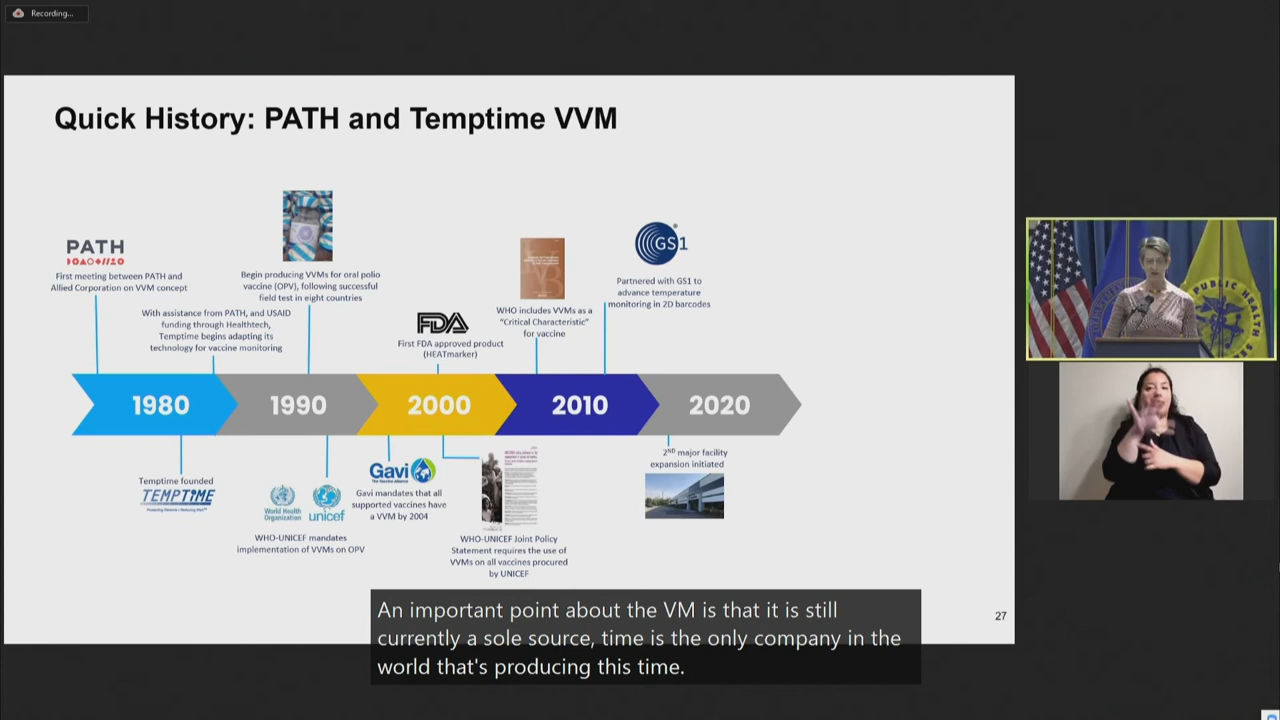 Recording...
Quick History: PATH and Temptime VVM
PATH
First meeting between PATH and
Allied Corporation on VVM concept
With assistance from PATH, and USAID
funding through Healthtech,
Temptime begins adapting its
technology for vaccine monitoring
Begin producing VVMs for oral polio
vaccine (OPV), following successful
field test in eight countries
FDA
First FDA approved product
(HEATmarker)
WHO includes VVMs as a
"Critical Characteristic"
for vaccine
GS1
Partnered with GS1 to
advance temperature
monitoring in 2D barcodes
1980
1990
2000
2010
2020
Temptime founded
TEMPTIME
World Health
Organization
unicef
WHO-UNICEF mandates
implementation of VVMs on OPV
Gavi
The Vaccine Alliance
Gavi mandates that all
supported vaccines have
a VVM by 2004
WHO-UNICEF Joint Policy
Statement requires the use of
VVMs on all vaccines procured
by UNICEF
2ND major facility
expansion initiated
27
An important point about the VM is that it is still
currently a sole source, time is the only company in the
world that's producing this time.
PUBLIC HEALTH SE